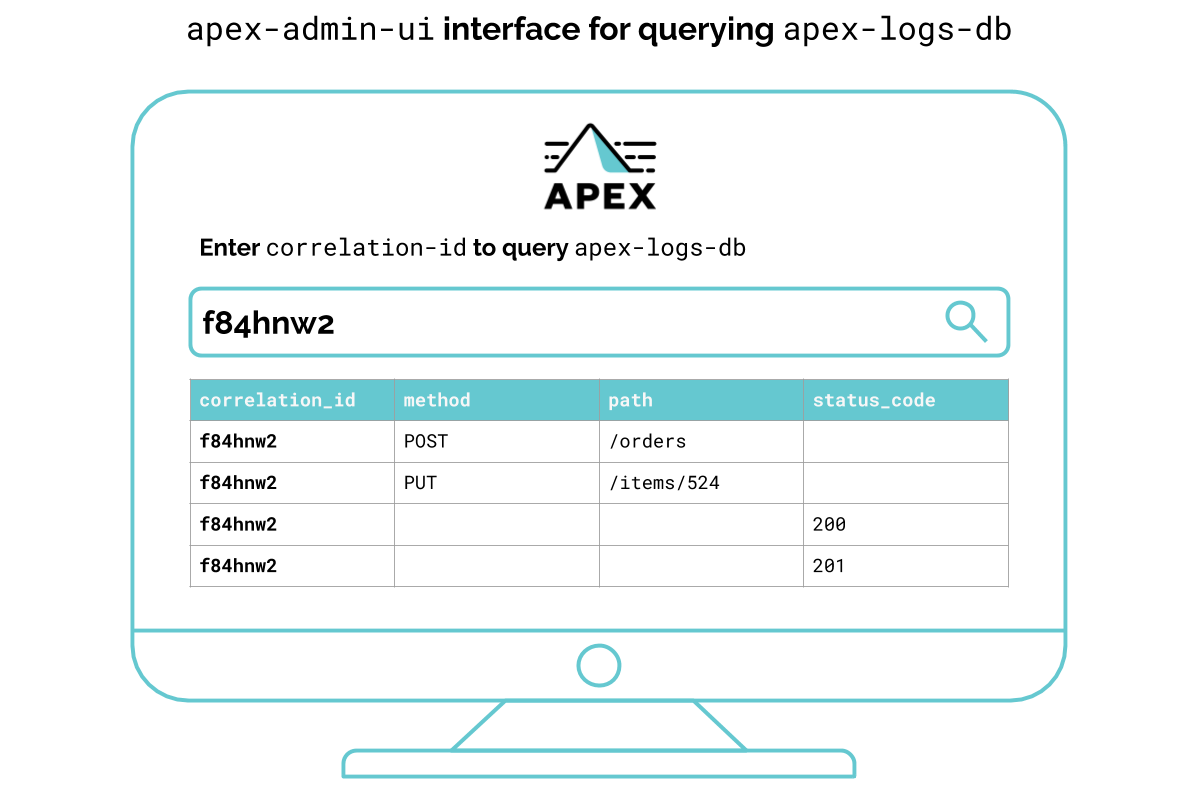 apex-admin-ui interface for querying apex-logs-db
APEX
Enter correlation-id to query apex-logs-db
f84hnw2
correlation_id method path status_code
f84hnw2 POST /orders
f84hnw2 PUT /items/524
f84hnw2 200
f84hnw2 201